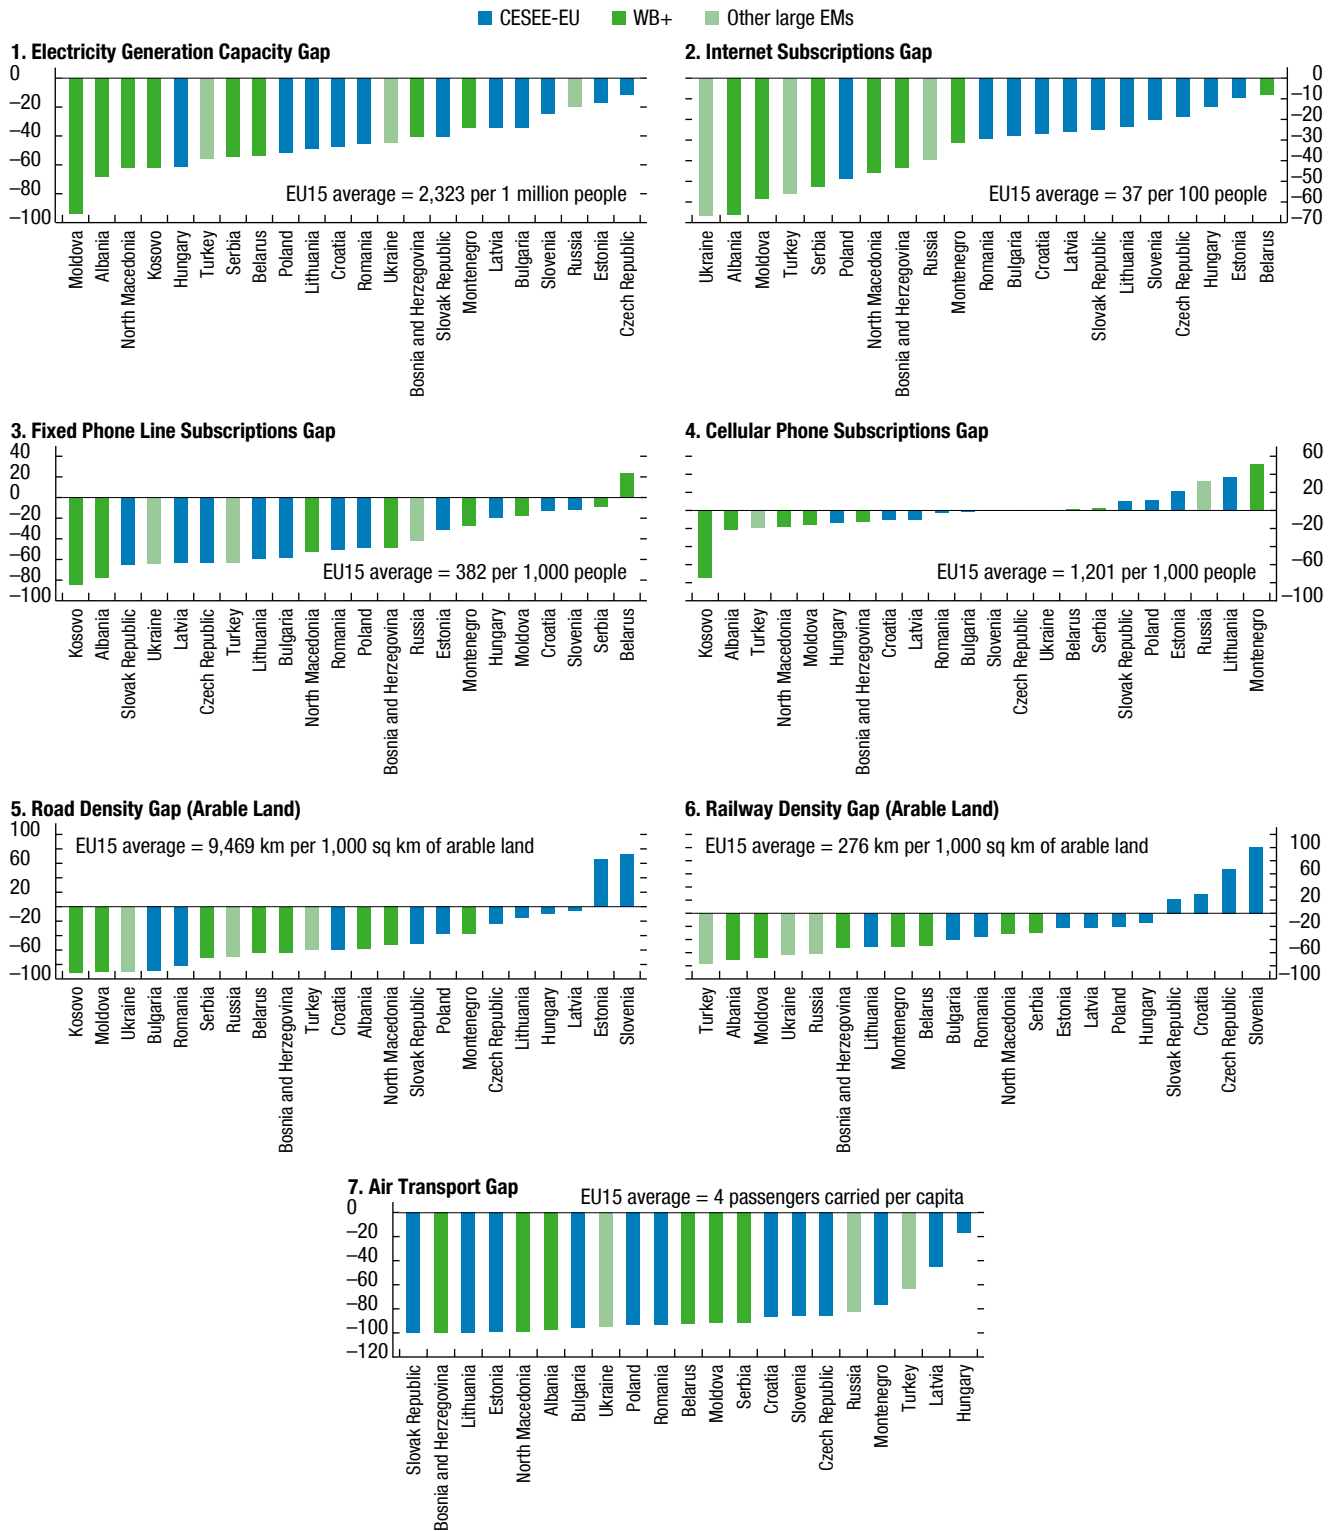 CESEE-EU WB+ Other large EMs
1. Electricity Generation Capacity Gap
0
−20
−40
−60
−80
−100
EU15 average = 2,323 per 1 million people
Moldova
Albania
North Macedonia
Kosovo
Hungary
Turkey
Serbia
Belarus
Poland
Lithuania
Croatia
Romania
Ukraine
Bosnia and Herzegovina
Slovak Republic
Montenegro
Latvia
Bulgaria
Slovenia
Russia
Estonia
Czech Republic
2. Internet Subscriptions Gap
0
−10
−20
−30
−40
−50
−60
−70
EU15 average = 37 per 100 people
Ukraine
Albania
Moldova
Turkey
Serbia
Poland
North Macedonia
Bosnia and Herzegovina
Russia
Montenegro
Romania
Bulgaria
Croatia
Latvia
Slovak Republic
Lithuania
Slovenia
Czech Republic
Hungary
Estonia
Belarus
3. Fixed Phone Line Subscriptions Gap
40
20
0
−20
−40
−60
−80
−100
EU15 average = 382 per 1,000 people
Kosovo
Albania
Slovak Republic
Ukraine
Latvia
Czech Republic
Turkey
Lithuania
Bulgaria
North Macedonia
Romania
Poland
Bosnia and Herzegovina
Russia
Estonia
Montenegro
Hungary
Moldova
Croatia
Slovenia
Serbia
Belarus
4. Cellular Phone Subscriptions Gap
60
20
−20
−60
−100
EU15 average = 1,201 per 1,000 people
Kosovo
Albania
Turkey
North Macedonia
Moldova
Hungary
Bosnia and Herzegovina
Croatia
Latvia
Romania
Bulgaria
Slovenia
Czech Republic
Ukraine
Belarus
Serbia
Slovak Republic
Poland
Estonia
Russia
Lithuania
Montenegro
5. Road Density Gap (Arable Land)
100
60
20
−20
−60
−100
EU15 average = 9,469 km per 1,000 sq km of arable land
Kosovo
Moldova
Ukraine
Bulgaria
Romania
Serbia
Russia
Belarus
Bosnia and Herzegovina
Turkey
Croatia
Albania
North Macedonia
Slovak Republic
Poland
Montenegro
Czech Republic
Lithuania
Hungary
Latvia
Estonia
Slovenia
6. Railway Density Gap (Arable Land)
100
60
20
−20
−60
−100
EU15 average = 276 km per 1,000 sq km of arable land
Turkey
Albania
Moldova
Ukraine
Russia
Bosnia and Herzegovina
Lithuania
Montenegro
Belarus
Bulgaria
Romania
North Macedonia
Serbia
Estonia
Latvia
Poland
Hungary
Slovak Republic
Croatia
Czech Republic
Slovenia
7. Air Transport Gap
EU15 average = 4 passengers carried per capita
0
−20
−40
−60
−80
−100
−120
Slovak Republic
Bosnia and Herzegovina
Lithuania
Estonia
North Macedonia
Albania
Bulgaria
Ukraine
Poland
Romania
Belarus
Moldova
Serbia
Croatia
Slovenia
Czech Republic
Russia
Montenegro
Turkey
Latvia
Hungary